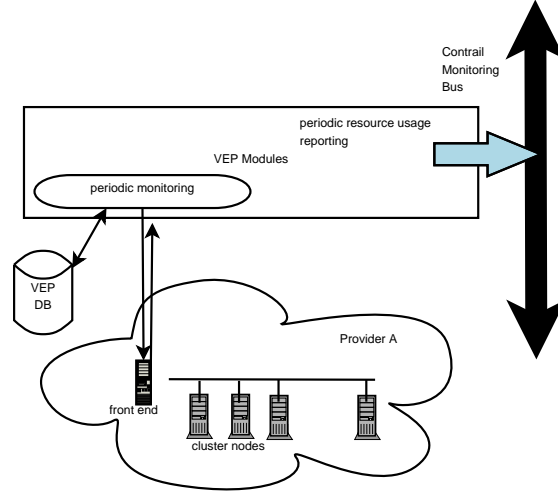 Contrail
Monitoring
Bus
periodic resource usage
reporting
VEP Modules
periodic monitoring
VEP
DB
Provider A
front end
cluster nodes